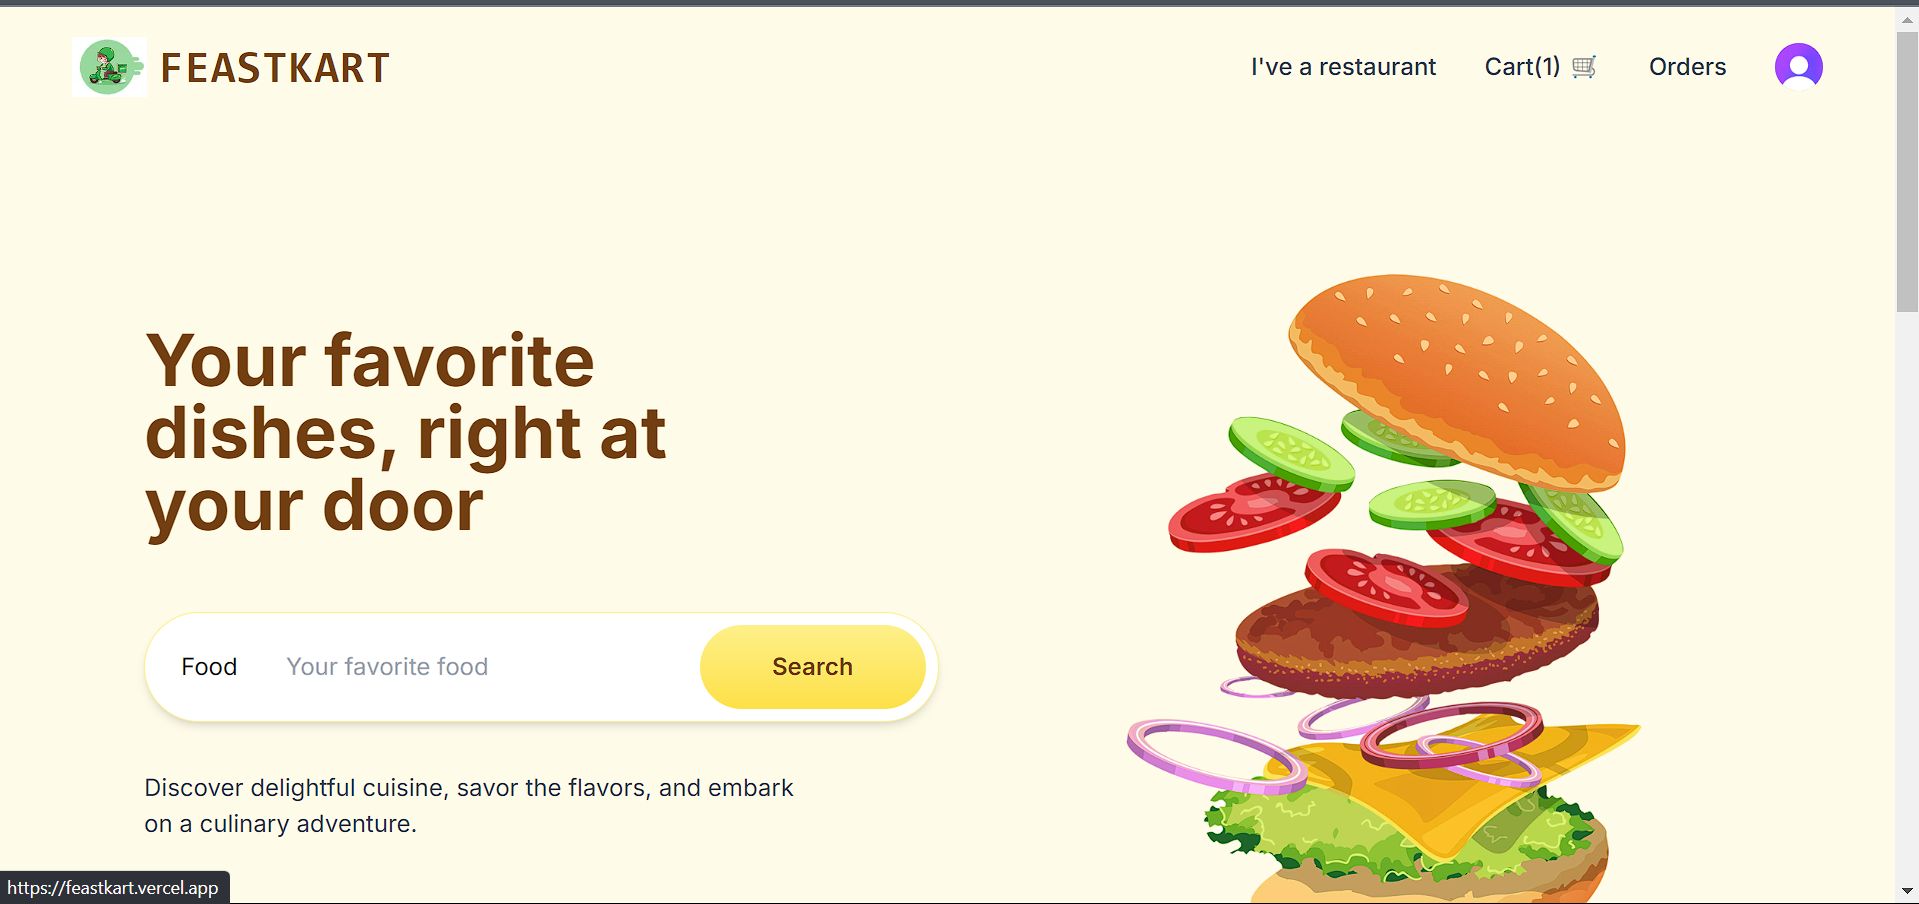 FEASTKART
I've a restaurant
Cart(1)
Orders
Your favorite
dishes, right at
your door
Food
Your favorite food
Search
Discover delightful cuisine, savor the flavors, and embark
on a culinary adventure.
https://feastkart.vercel.app